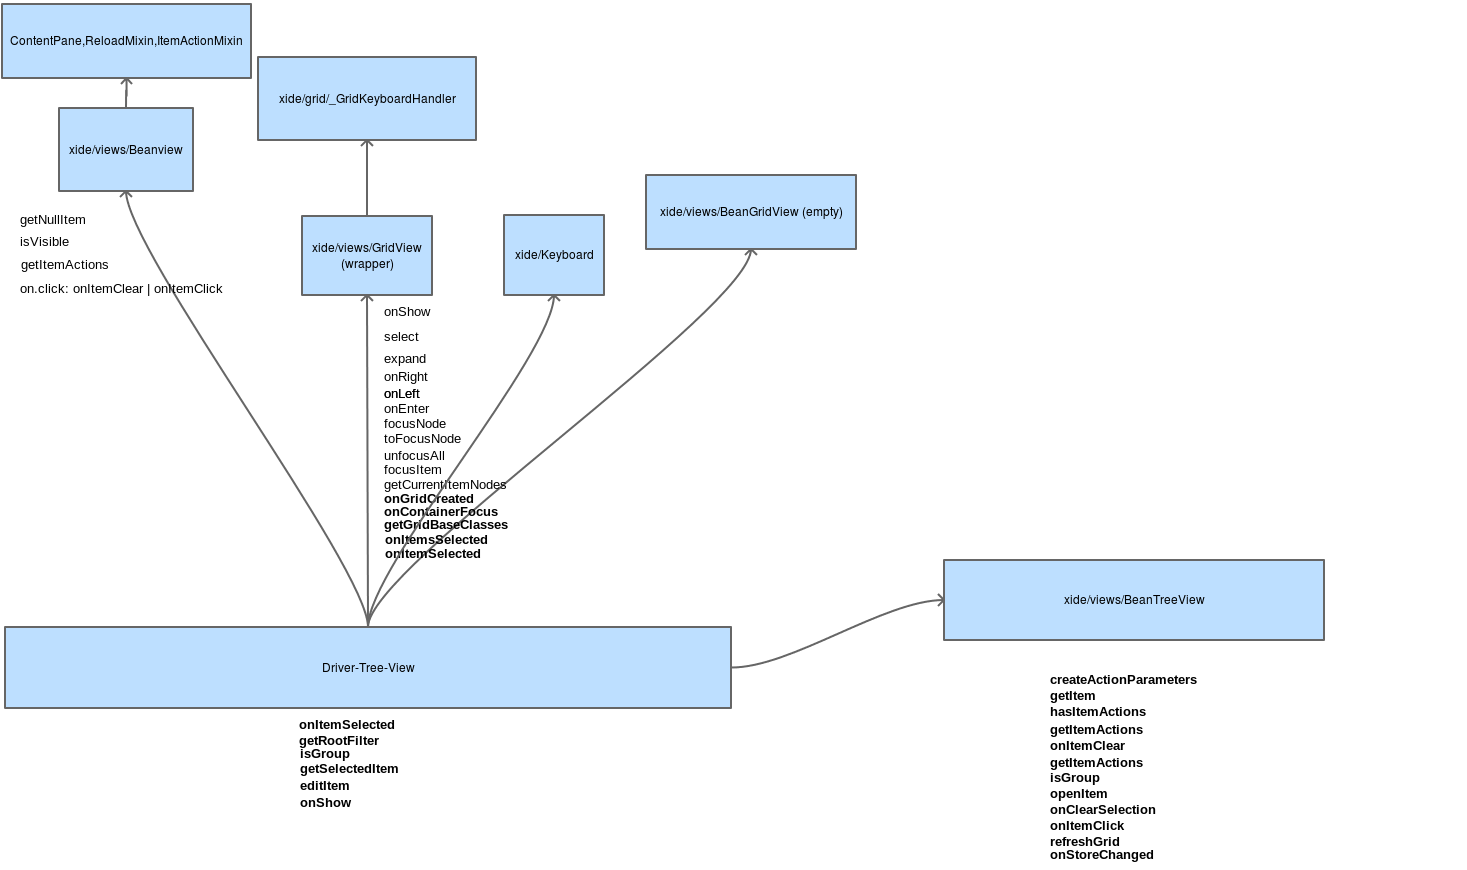 ContentPane,ReloadMixin,ItemActionMixin
xide/grid/_GridKeyboardHandler
xide/views/Beanview
xide/views/BeanGridView (empty)
getNullItem
isVisible
getItemActions
on.click: onItemClear | onItemClick
xide/views/GridView
(wrapper)
xide/Keyboard
onShow
select
expand
onRight
onLeft
onEnter
focusNode
toFocusNode
unfocusAll
focusItem
getCurrentItemNodes
onGridCreated
onContainerFocus
getGridBaseClasses
onItemsSelected
onItemSelected
xide/views/BeanTreeView
Driver-Tree-View
onItemSelected
getRootFilter
isGroup
getSelectedItem
editItem
onShow
createActionParameters
getItem
hasItemActions
getItemActions
onItemClear
getItemActions
isGroup
openItem
onClearSelection
onItemClick
refreshGrid
onStoreChanged